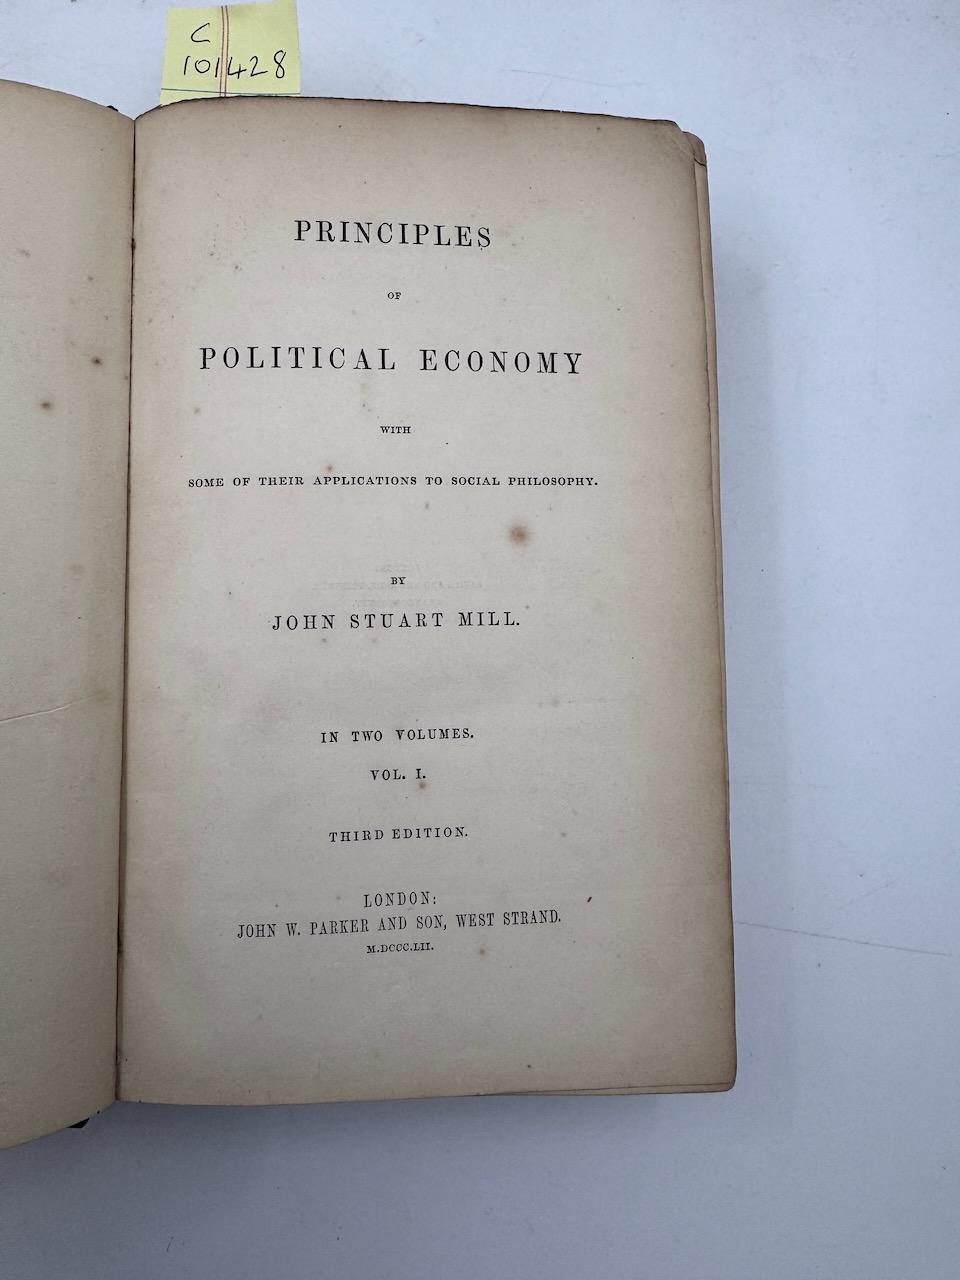 C
101428
PRINCIPLES
OF
POLITICAL ECONOMY
WITH
SOME OF THEIR APPLICATIONS TO SOCIAL PHILOSOPHY.
BY
JOHN STUART MILL.
IN TWO VOLUMES.
VOL. I.
THIRD EDITION.
LONDON:
JOHN W. PARKER AND SON, WEST STRAND.
M.DCCC.LII.